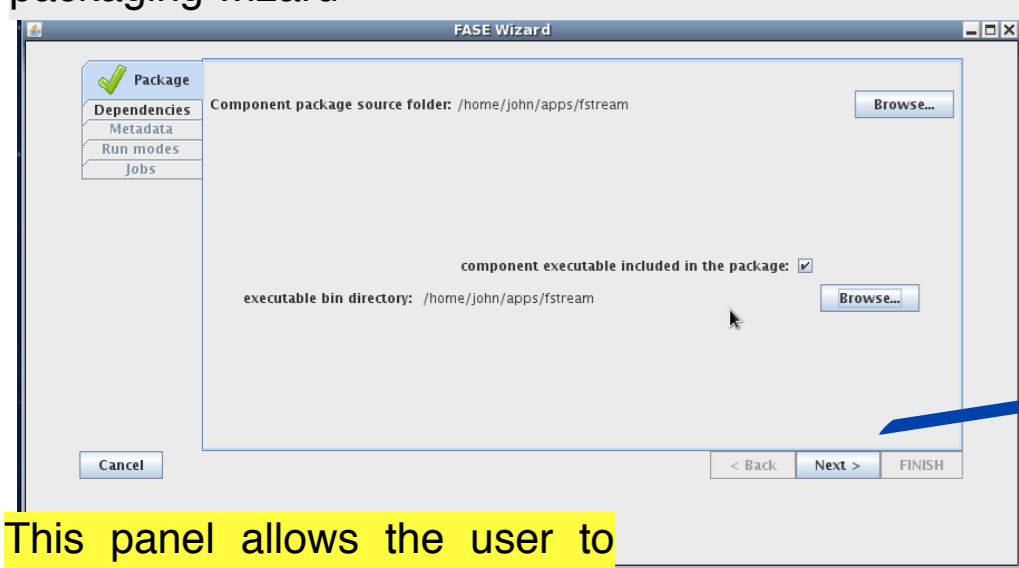 packaging wizard
FASE Wizard
Package
Dependencies
Metadata
Run modes
Jobs
Component package source folder: /home/john/apps/fstream
Browse...
component executable included in the package:
executable bin directory: /home/john/apps/fstream
Browse...
Cancel
< Back
Next >
FINISH
This panel allows the user to